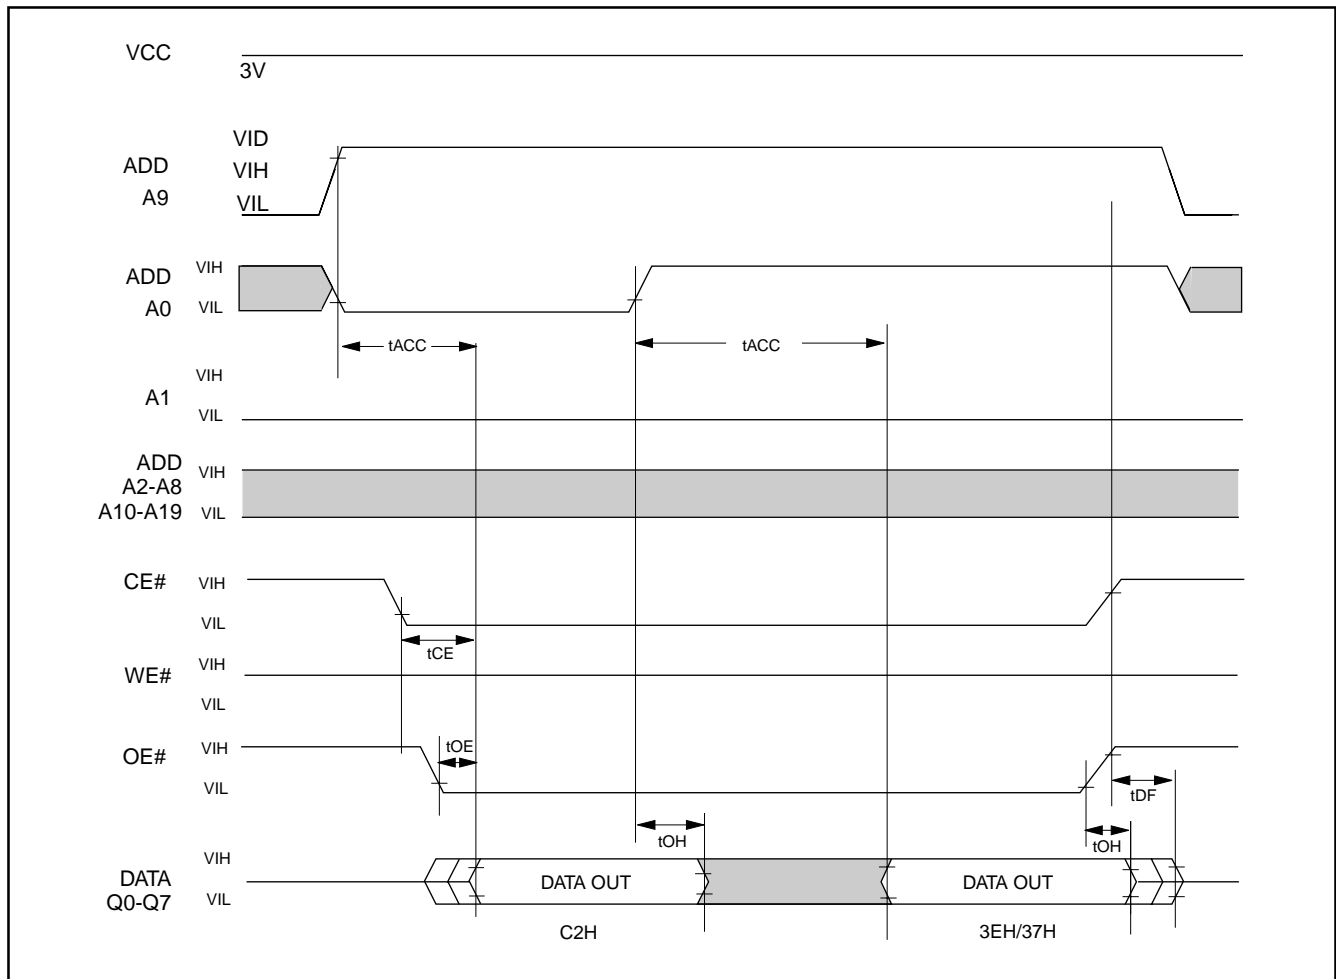 VCC
3V
VID
ADD
VIH
A9
VIL
ADD
VIH
A0
VIL
tACC
tACC
VIH
A1
VIL
ADD
VIH
A2-A8
A10-A19
VIL
CE#
VIH
VIL
tCE
WE#
VIH
VIL
OE#
VIH
tOE
VIL
tDF
tOH
tOH
VIH
DATA
Q0-Q7
VIL
DATA OUT
DATA OUT
C2H
3EH/37H